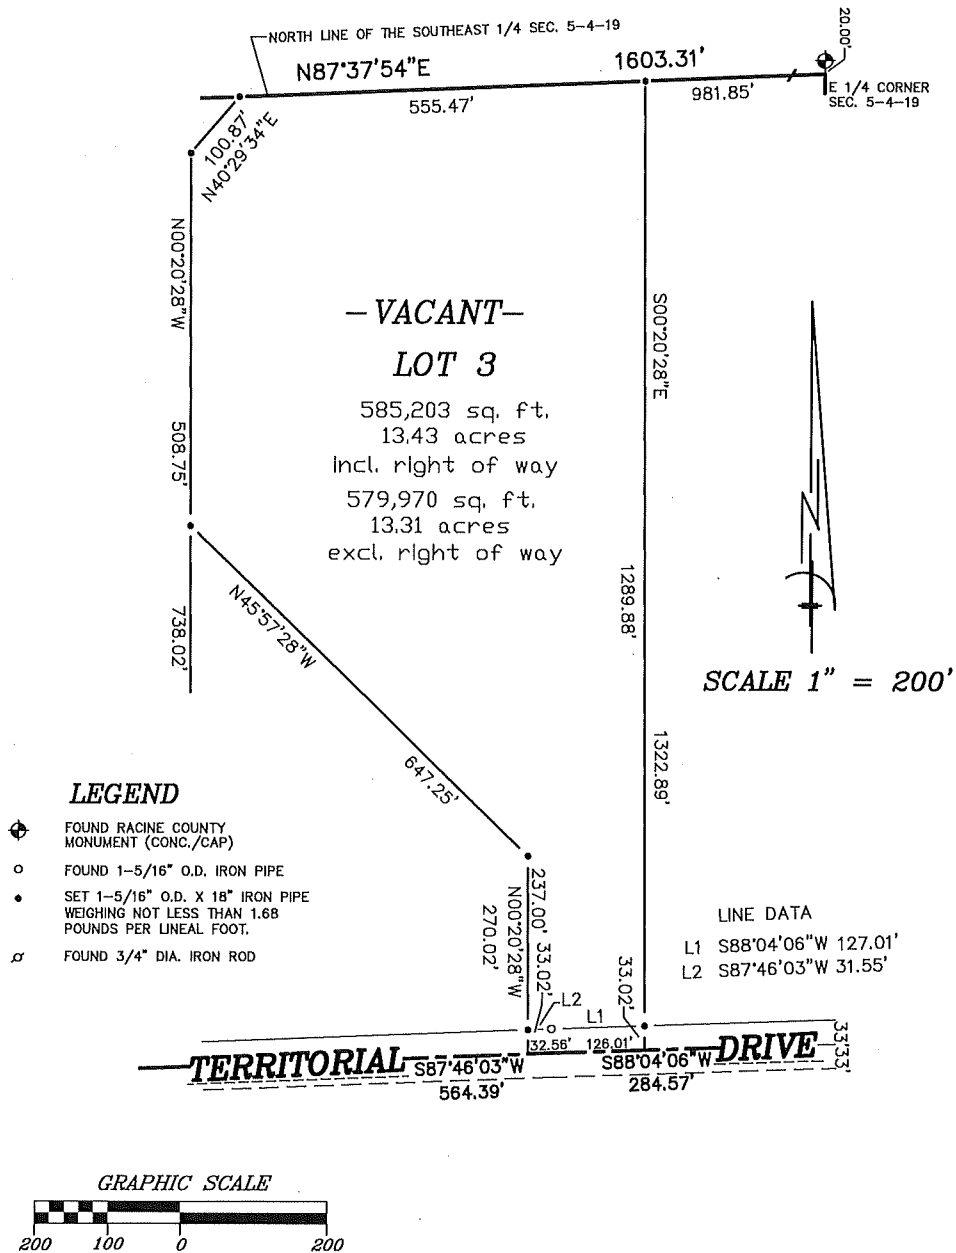 20.00'
NORTH LINE OF THE SOUTHEAST 1/4 SEC. 5-4-19
N87°37'54"E
1603.31'
555.47'
981.85'
E 1/4 CORNER
SEC. 5-4-19
100.87'
N40°29'34"E
N00°20'28"W
508.75'
738.02'
-VACANT-
LOT 3
585,203 sq. ft.
13.43 acres
incl. right of way
579,970 sq. ft.
13.31 acres
excl. right of way
S00°20'28"E
1289.88'
1322.89'
N
SCALE 1" = 200'
N45°57'28"W
647.25'
LEGEND
FOUND RACINE COUNTY
MONUMENT (CONC./CAP)
FOUND 1-5/16" O.D. IRON PIPE
SET 1-5/16" O.D. X 18" IRON PIPE
WEIGHING NOT LESS THAN 1.68
POUNDS PER LINEAL FOOT.
FOUND 3/4" DIA. IRON ROD
237.00'
33.02'
N00°20'28"W
270.02'
33.02'
LINE DATA
L1 S88°04'06"W 127.01'
L2 S87°46'03"W 31.55'
L2
L1
32.56'
126.01'
33'
33'
TERRITORIAL
S87°46'03"W
564.39'
S88°04'06"W
284.57'
DRIVE
GRAPHIC SCALE
200 100 0 200